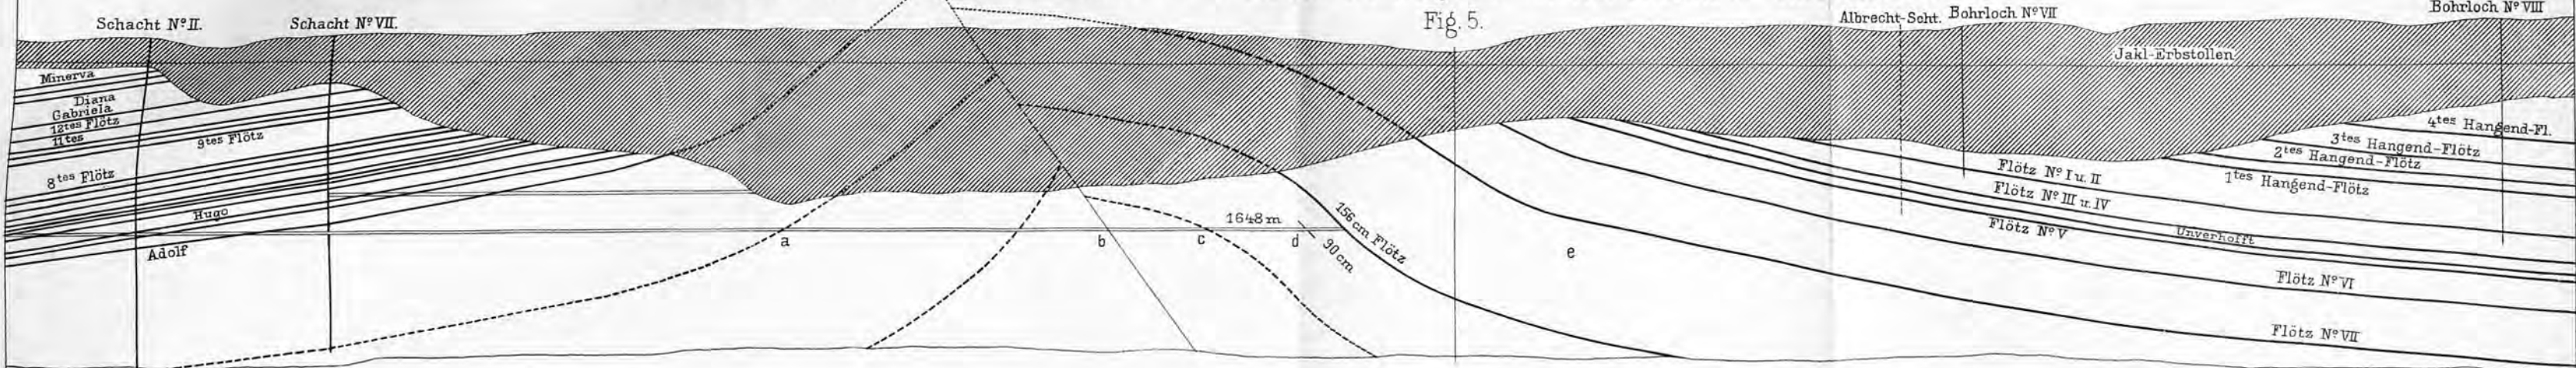 Fig. 5.
Schacht Nº II.
Schacht Nº VII.
Albrecht-Scht.
Bohrloch Nº VII
Bohrloch Nº VIII
Jakl-Erbstollen
Minerva
Diana
Gabriela
12tes Flötz
11tes
9tes Flötz
8tes Flötz
Hugo
Adolf
a
b
c
d
e
1648 m
156 cm Flötz
90 cm
4tes Hangend-Fl.
3tes Hangend-Flötz
2tes Hangend-Flötz
1tes Hangend-Flötz
Flötz Nº I u. II
Flötz Nº III u. IV
Flötz Nº V
Unverhofft
Flötz Nº VI
Flötz Nº VII